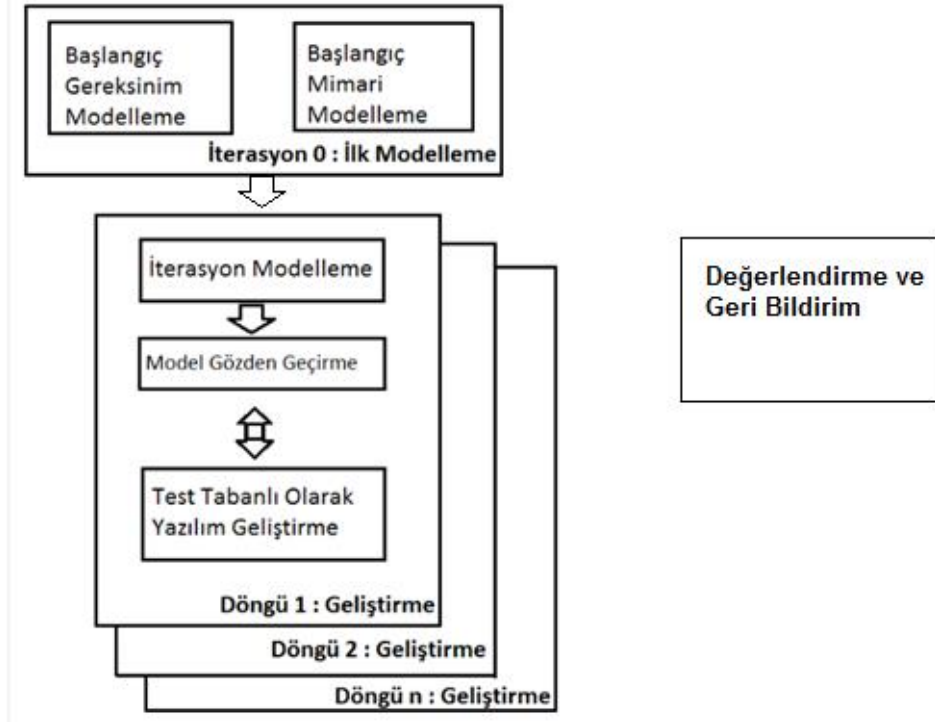 Başlangıç
Gereksinim
Modelleme
Başlangıç
Mimari
Modelleme
İterasyon 0 : İlk Modelleme
İterasyon Modelleme
Model Gözden Geçirme
Test Tabanlı Olarak
Yazılım Geliştirme
Döngü 1 : Geliştirme
Döngü 2 : Geliştirme
Döngü n : Geliştirme
Değerlendirme ve
Geri Bildirim